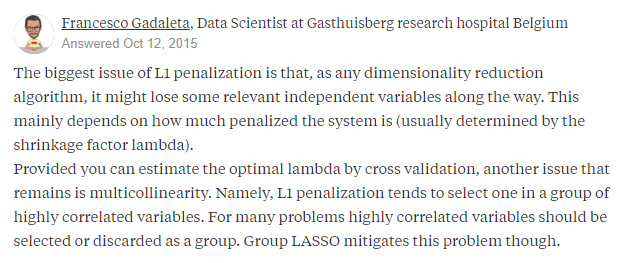 Francesco Gadaleta, Data Scientist at Gasthuisberg research hospital Belgium
Answered Oct 12, 2015
The biggest issue of L1 penalization is that, as any dimensionality reduction
algorithm, it might lose some relevant independent variables along the way. This
mainly depends on how much penalized the system is (usually determined by the
shrinkage factor lambda).
Provided you can estimate the optimal lambda by cross validation, another issue that
remains is multicollinearity. Namely, L1 penalization tends to select one in a group of
highly correlated variables. For many problems highly correlated variables should be
selected or discarded as a group. Group LASSO mitigates this problem though.